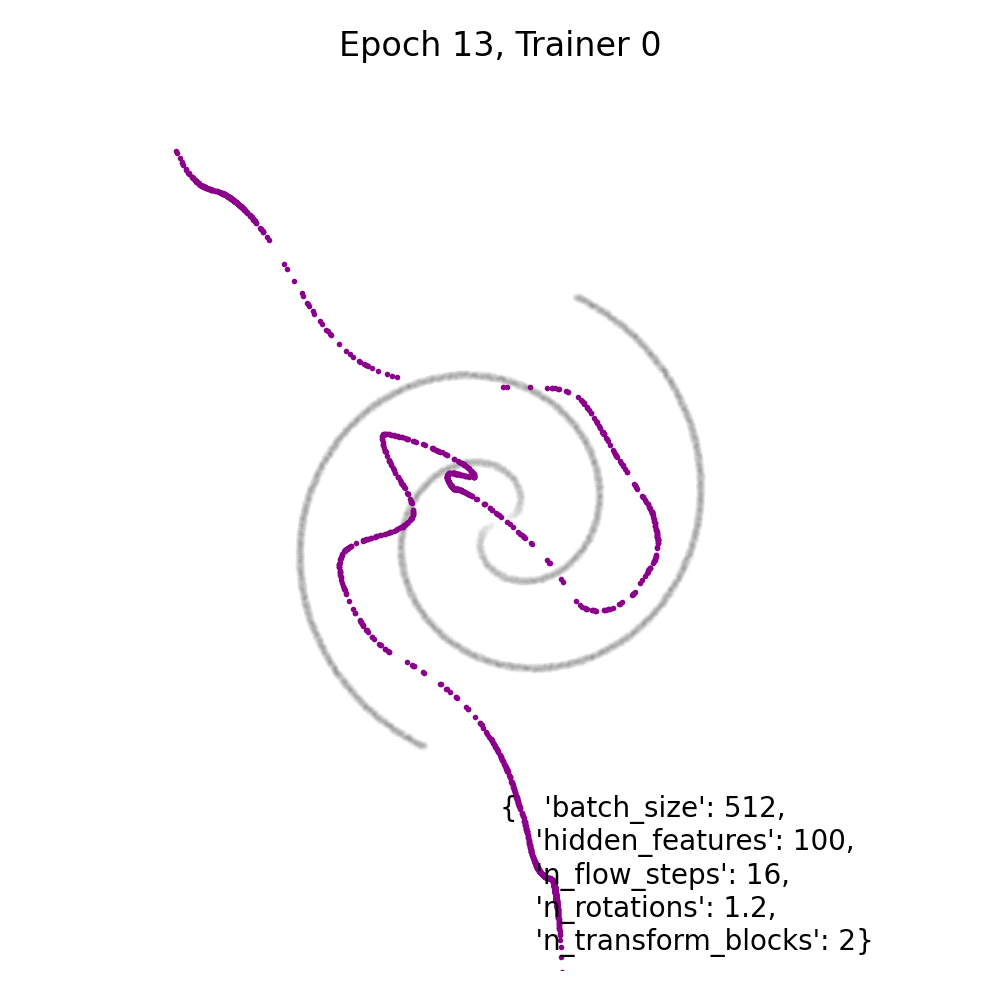 Epoch 13, Trainer 0
{   'batch_size': 512,
'hidden_features': 100,
'n_flow_steps': 16,
'n_rotations': 1.2,
'n_transform_blocks': 2}